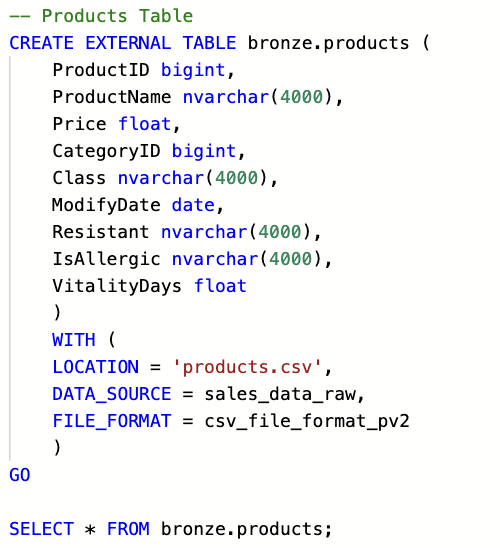 -- Products Table
CREATE EXTERNAL TABLE bronze.products (
    ProductID bigint,
    ProductName nvarchar(4000),
    Price float,
    CategoryID bigint,
    Class nvarchar(4000),
    ModifyDate date,
    Resistant nvarchar(4000),
    IsAllergic nvarchar(4000),
    VitalityDays float
    )
    WITH (
    LOCATION = 'products.csv',
    DATA_SOURCE = sales_data_raw,
    FILE_FORMAT = csv_file_format_pv2
    )
GO

SELECT * FROM bronze.products;